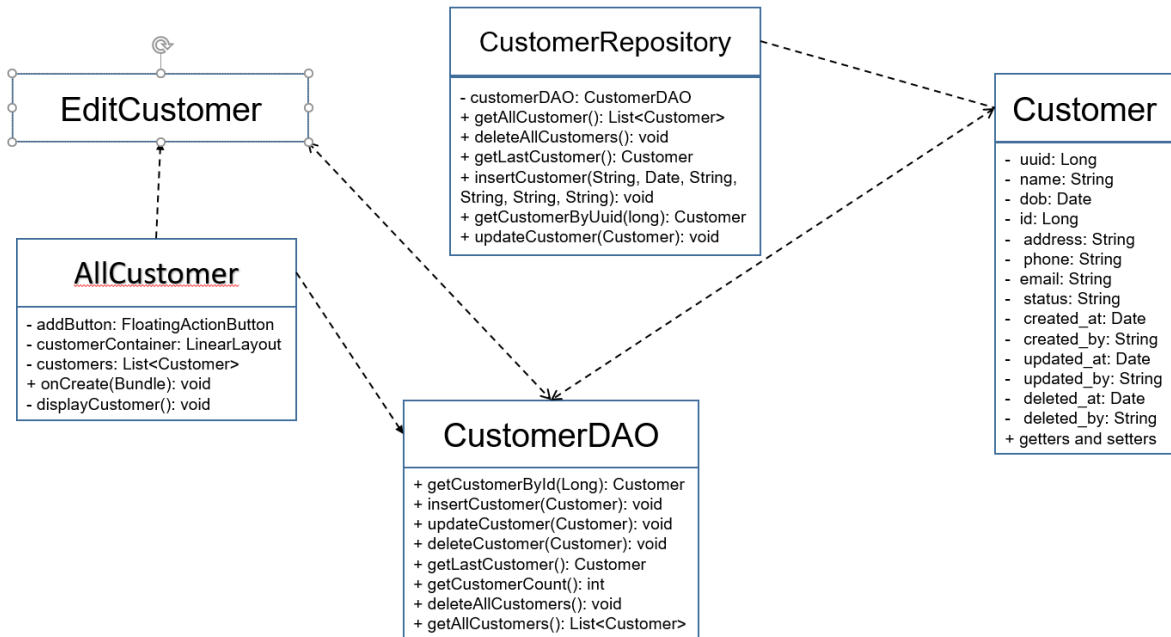 EditCustomer
CustomerRepository
- customerDAO: CustomerDAO
+ getAllCustomer(): List<Customer>
+ deleteAllCustomers(): void
+ getLastCustomer(): Customer
+ insertCustomer(String, Date, String,
String, String, String): void
+ getCustomerByUuid(long): Customer
+ updateCustomer(Customer): void
Customer
- uuid: Long
- name: String
- dob: Date
- id: Long
- address: String
- phone: String
- email: String
- status: String
- created_at: Date
- created_by: String
- updated_at: Date
- updated_by: String
- deleted_at: Date
- deleted_by: String
+ getters and setters
AllCustomer
- addButton: FloatingActionButton
- customerContainer: LinearLayout
- customers: List<Customer>
+ onCreate(Bundle): void
- displayCustomer(): void
CustomerDAO
+ getCustomerById(Long): Customer
+ insertCustomer(Customer): void
+ updateCustomer(Customer): void
+ deleteCustomer(Customer): void
+ getLastCustomer(): Customer
+ getCustomerCount(): int
+ deleteAllCustomers(): void
+ getAllCustomers(): List<Customer>